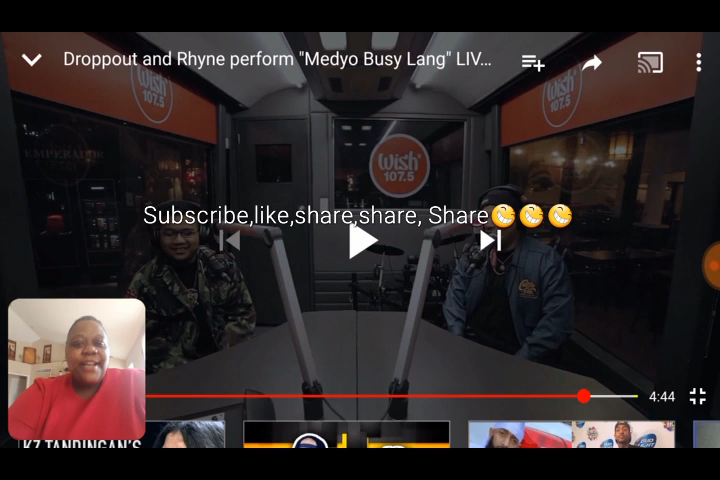 Droppout and Rhyne perform "Medyo Busy Lang" LIV...
wish
107.5
wish
107.5
wish
107.5
EMPERADOR
Subscribe,like,share,share, Share😆😆😆
4:44
KZ TANDINGAN'S